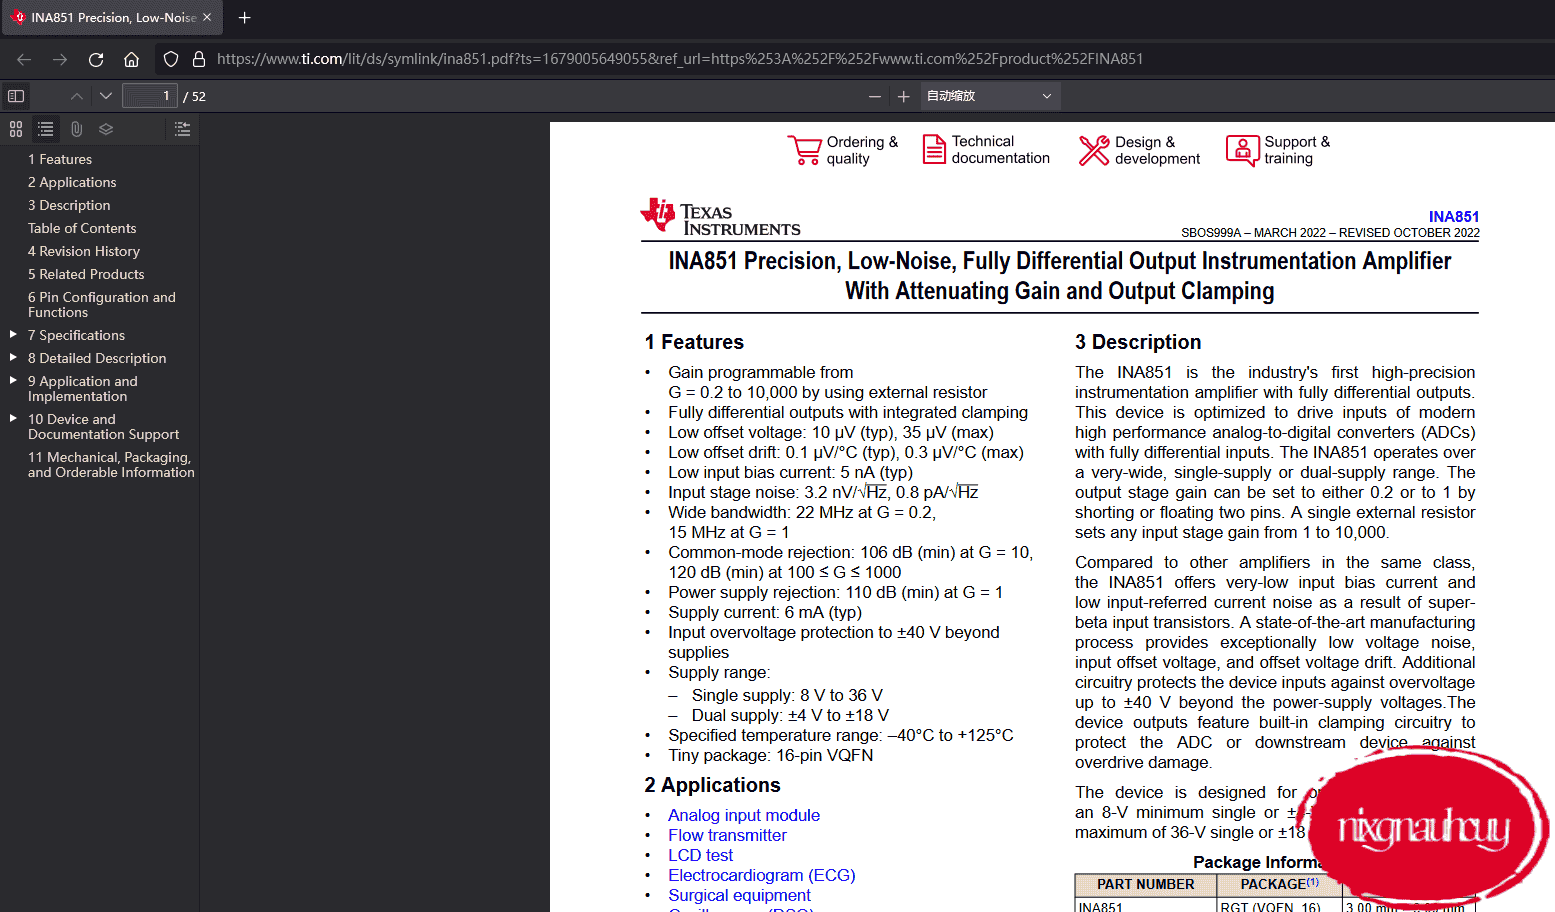 INA851 Precision, Low-Noise
https://www.ti.com/lit/ds/symlink/ina851.pdf?ts=1679005649055&ref_url=https%253A%252F%252Fwww.ti.com%252Fproduct%252FINA851
1 / 52
自动缩放
1 Features
2 Applications
3 Description
Table of Contents
4 Revision History
5 Related Products
6 Pin Configuration and
Functions
7 Specifications
8 Detailed Description
9 Application and
Implementation
10 Device and
Documentation Support
11 Mechanical, Packaging,
and Orderable Information
Ordering &
quality
Technical
documentation
Design &
development
Support &
training
TEXAS
INSTRUMENTS
INA851
SBOS999A – MARCH 2022 – REVISED OCTOBER 2022
INA851 Precision, Low-Noise, Fully Differential Output Instrumentation Amplifier
With Attenuating Gain and Output Clamping
1 Features
• Gain programmable from
G = 0.2 to 10,000 by using external resistor
• Fully differential outputs with integrated clamping
• Low offset voltage: 10 µV (typ), 35 µV (max)
• Low offset drift: 0.1 µV/°C (typ), 0.3 µV/°C (max)
• Low input bias current: 5 nA (typ)
• Input stage noise: 3.2 nV/√Hz, 0.8 pA/√Hz
• Wide bandwidth: 22 MHz at G = 0.2,
15 MHz at G = 1
• Common-mode rejection: 106 dB (min) at G = 10,
120 dB (min) at 100 ≤ G ≤ 1000
• Power supply rejection: 110 dB (min) at G = 1
• Supply current: 6 mA (typ)
• Input overvoltage protection to ±40 V beyond
supplies
• Supply range:
– Single supply: 8 V to 36 V
– Dual supply: ±4 V to ±18 V
• Specified temperature range: –40°C to +125°C
• Tiny package: 16-pin VQFN
2 Applications
• Analog input module
• Flow transmitter
• LCD test
• Electrocardiogram (ECG)
• Surgical equipment
3 Description
The INA851 is the industry's first high-precision
instrumentation amplifier with fully differential outputs.
This device is optimized to drive inputs of modern
high performance analog-to-digital converters (ADCs)
with fully differential inputs. The INA851 operates over
a very-wide, single-supply or dual-supply range. The
output stage gain can be set to either 0.2 or to 1 by
shorting or floating two pins. A single external resistor
sets any input stage gain from 1 to 10,000.
Compared to other amplifiers in the same class,
the INA851 offers very-low input bias current and
low input-referred current noise as a result of super-
beta input transistors. A state-of-the-art manufacturing
process provides exceptionally low voltage noise,
input offset voltage, and offset voltage drift. Additional
circuitry protects the device inputs against overvoltage
up to ±40 V beyond the power-supply voltages.The
device outputs feature built-in clamping circuitry to
protect the ADC or downstream device against
overdrive damage.
The device is designed for
an 8-V minimum single or
maximum of 36-V single or ±18
Package
PART NUMBER PACKAGE(1)
INA851 RGT (VQFN, 16) 3.00 mm
nixgnauhcuy